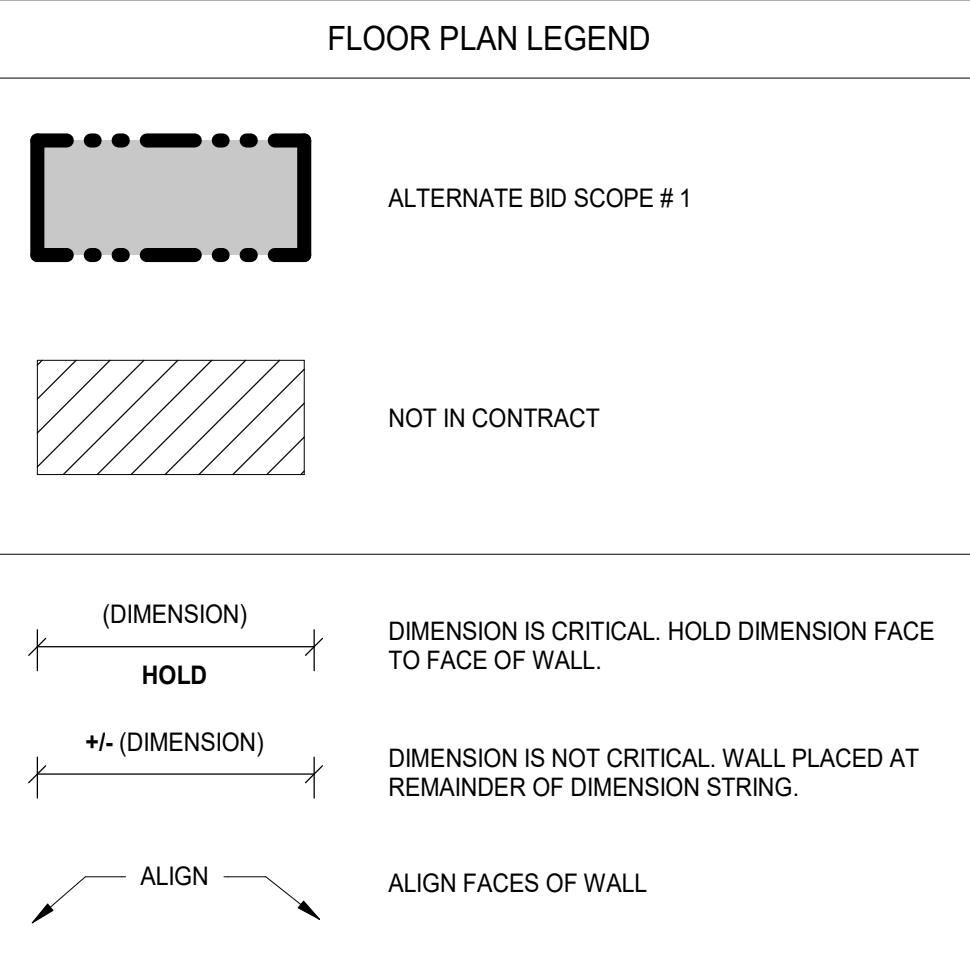 FLOOR PLAN LEGEND
ALTERNATE BID SCOPE # 1
NOT IN CONTRACT
(DIMENSION)
HOLD
DIMENSION IS CRITICAL. HOLD DIMENSION FACE
TO FACE OF WALL.
+/- (DIMENSION)
DIMENSION IS NOT CRITICAL. WALL PLACED AT
REMAINDER OF DIMENSION STRING.
ALIGN
ALIGN FACES OF WALL